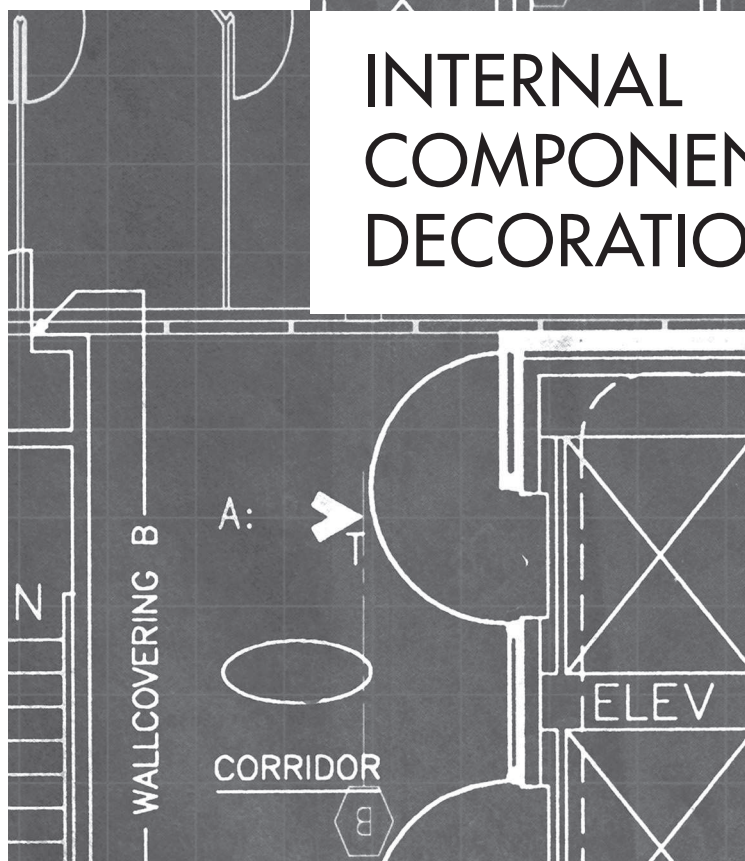 INTERNAL
COMPONEN
DECORATIO
A:
T
WALLCOVERING B
N
ELEV
CORRIDOR
B